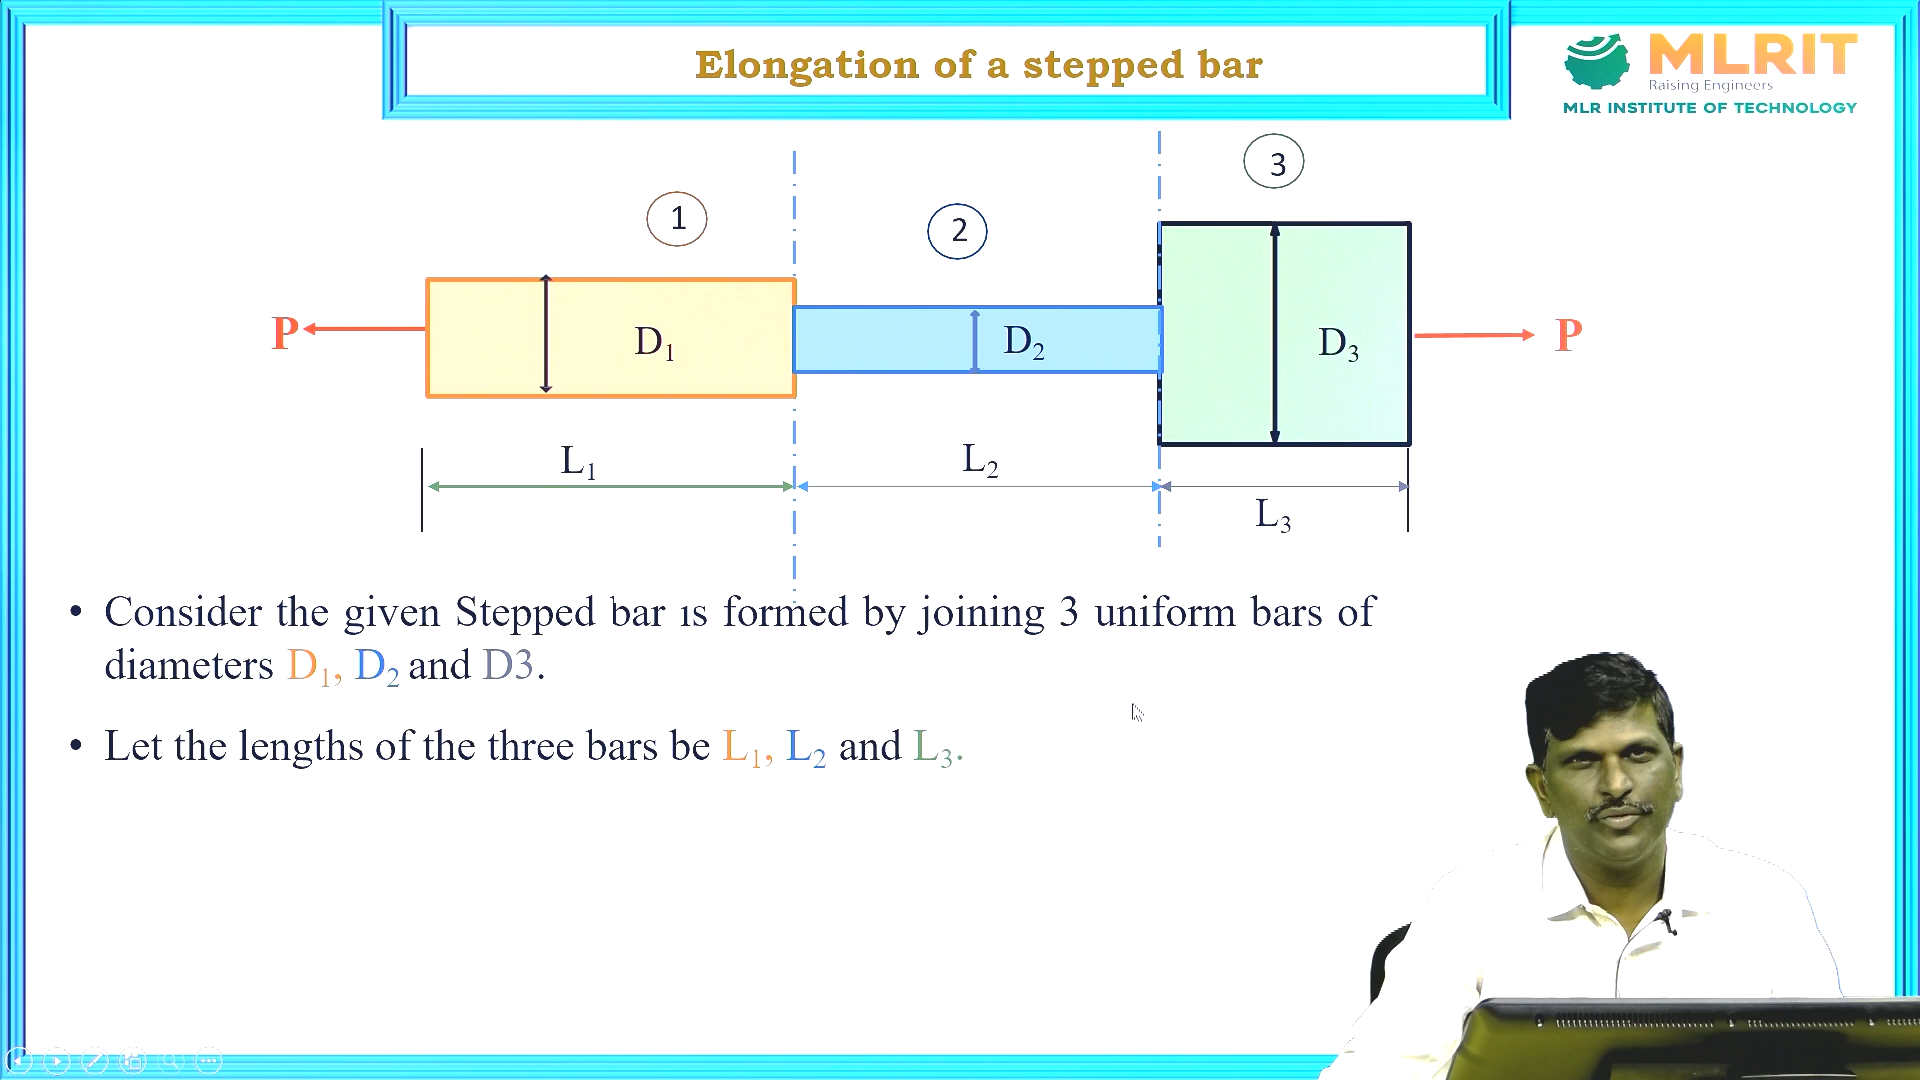 Elongation of a stepped bar
MLRIT
Raising Engineers
MLR INSTITUTE OF TECHNOLOGY
1
2
3
P
D₁
D₂
D₃
P
L₁
L₂
L₃
• Consider the given Stepped bar is formed by joining 3 uniform bars of
diameters D₁, D₂ and D3.
• Let the lengths of the three bars be L₁, L₂ and L₃.